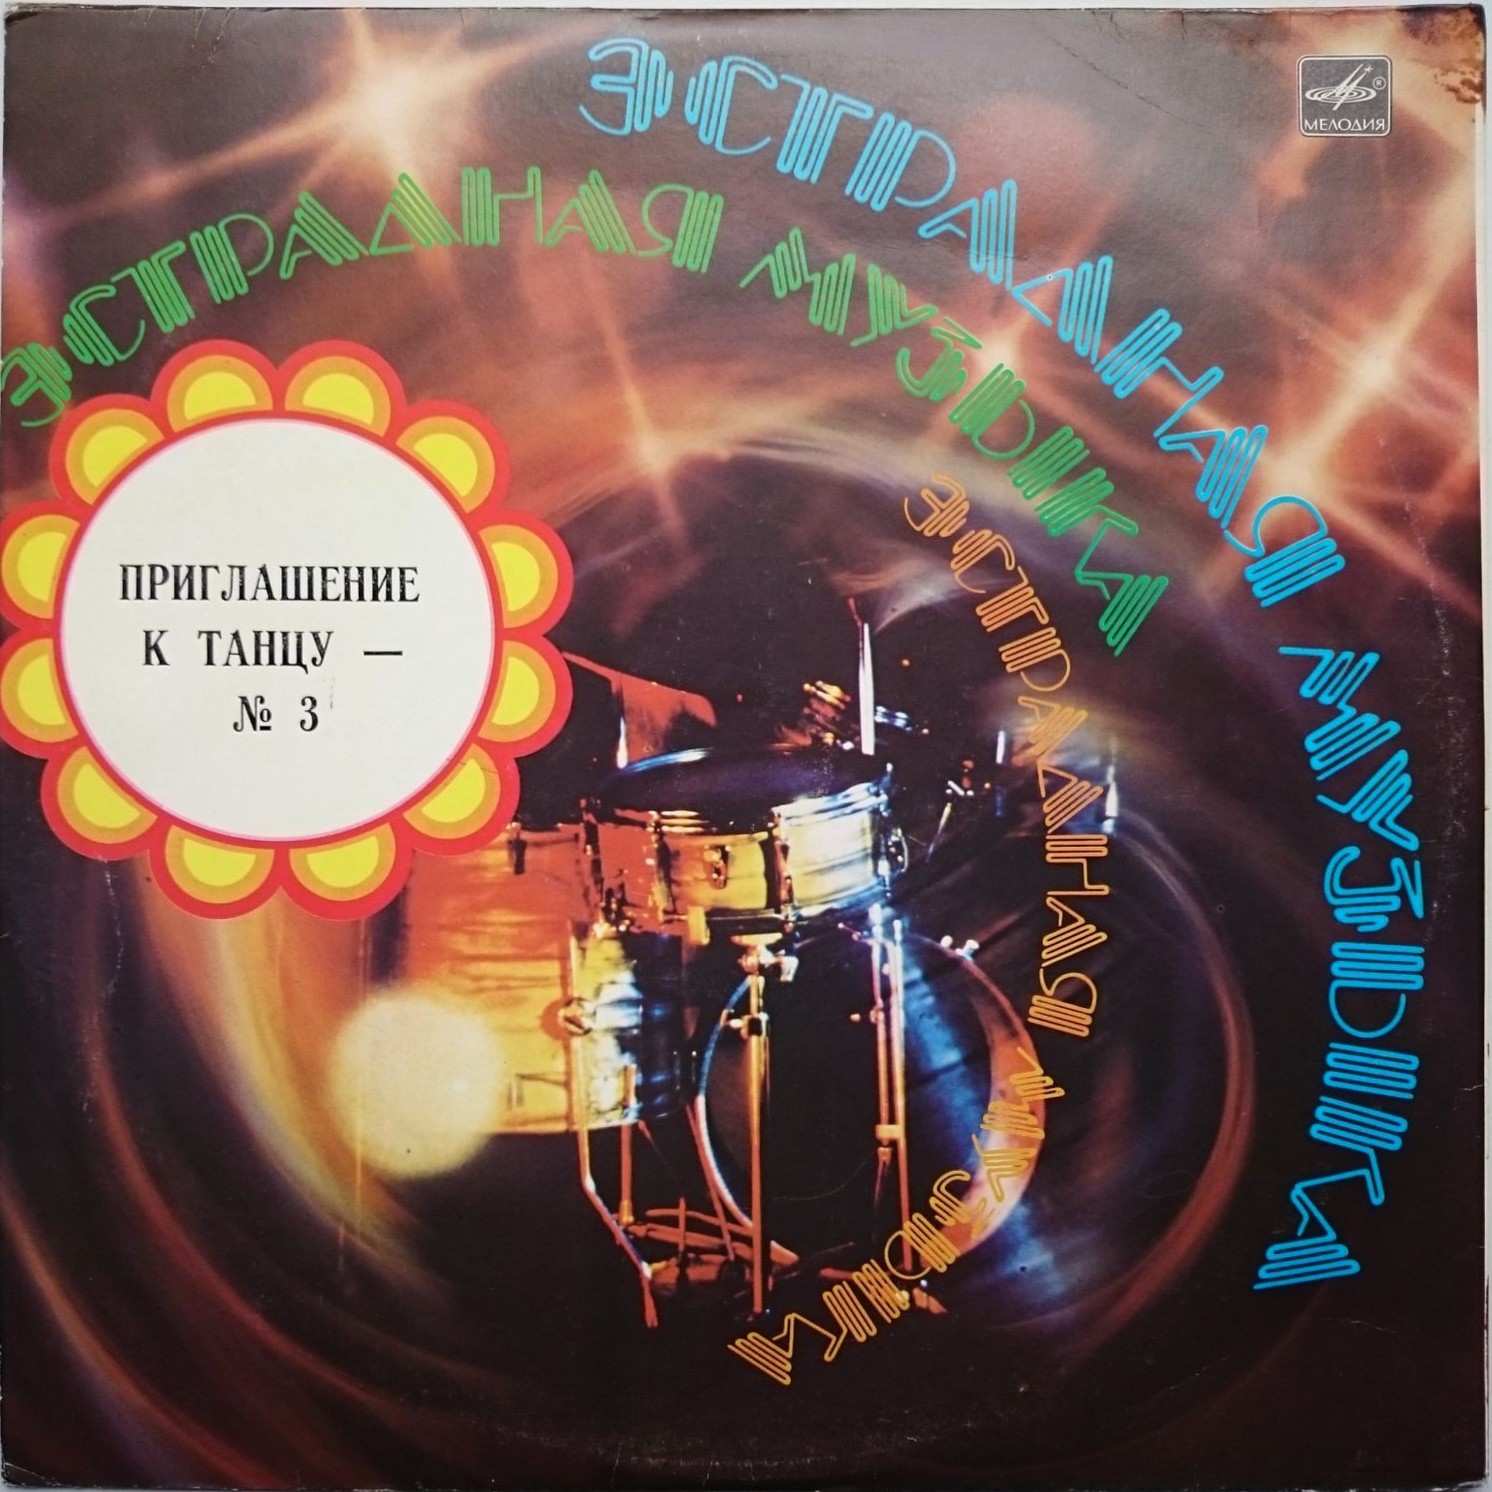 ЭСТРАДНАЯ МУЗЫКА
МЕЛОДИЯ
ЭСТРАДНАЯ МУЗЫКА
ЭСТРАДНАЯ МУЗЫКА
ПРИГЛАШЕНИЕ
К ТАНЦУ —
№ 3